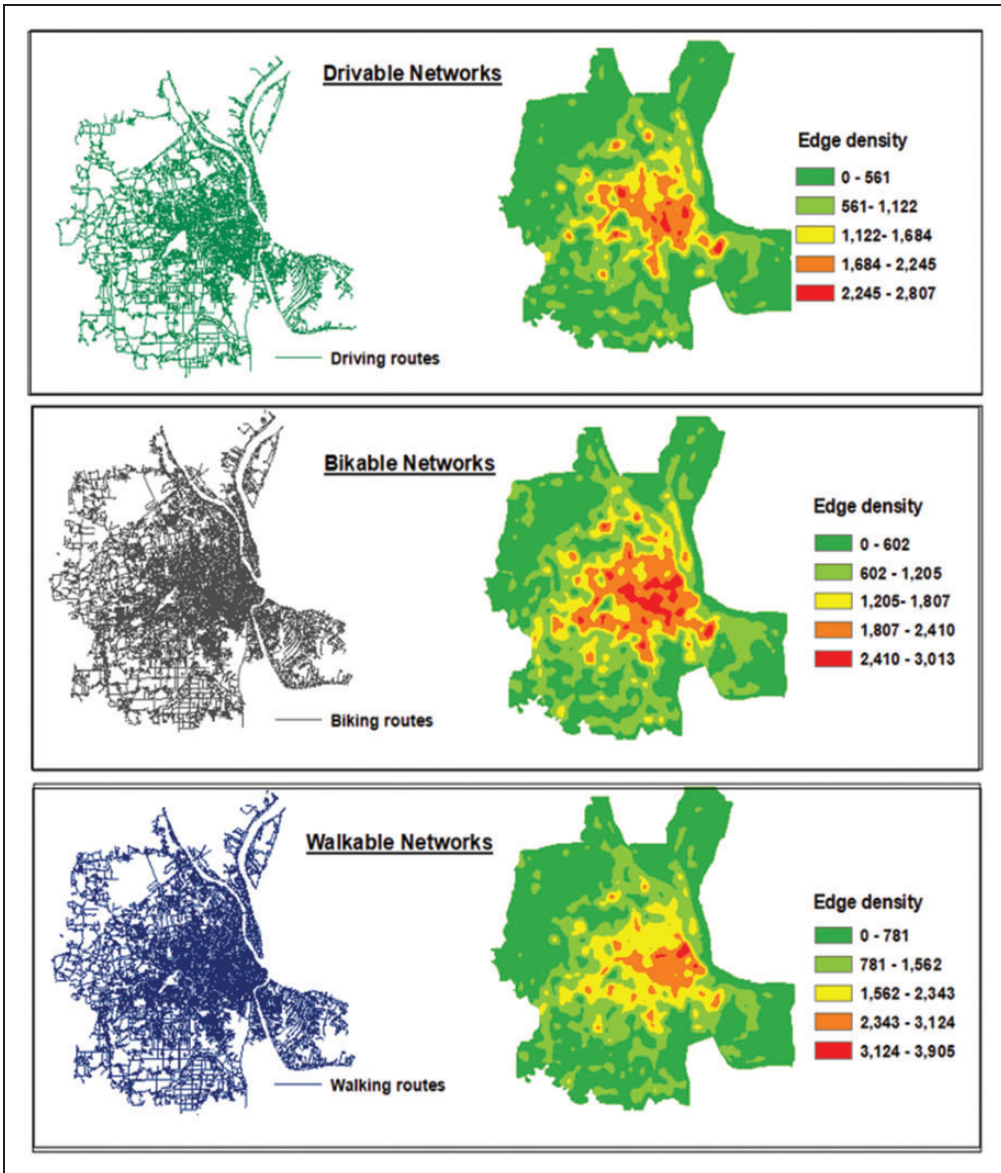 Drivable Networks
Edge density
0 - 561
561- 1,122
1,122- 1,684
1,684 - 2,245
2,245 - 2,807
Driving routes
Bikable Networks
Edge density
0 - 602
602 - 1,205
1,205- 1,807
1,807 - 2,410
2,410 - 3,013
Biking routes
Walkable Networks
Edge density
0 - 781
781 - 1,562
1,562 - 2,343
2,343 - 3,124
3,124 - 3,905
Walking routes